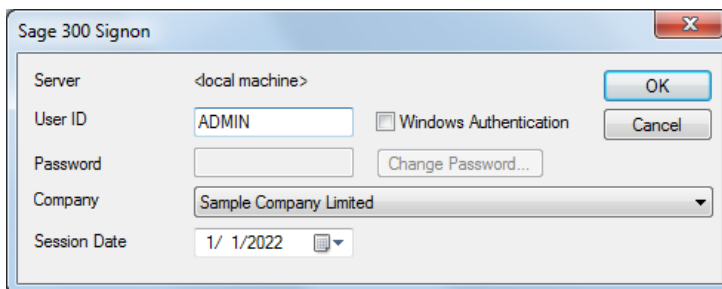 Sage 300 Signon
Server <local machine> OK
User ID ADMIN Windows Authentication Cancel
Password Change Password...
Company Sample Company Limited
Session Date 1/ 1/2022